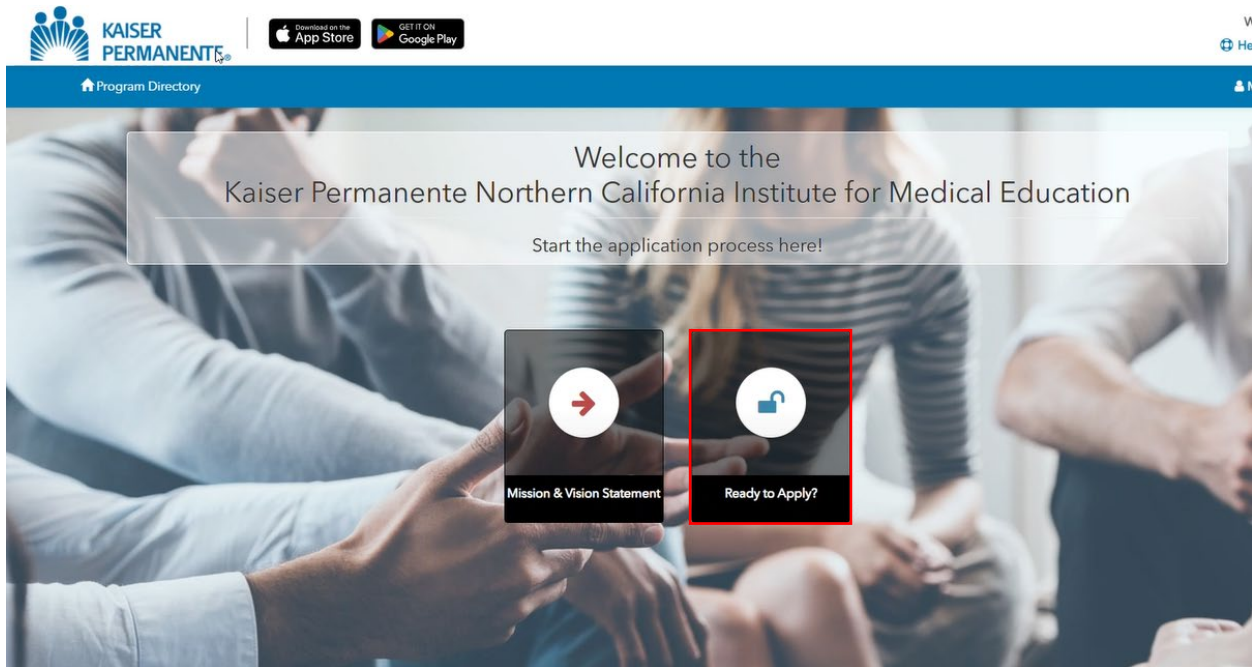 KAISER
PERMANENTE®
Download on the
App Store
GET IT ON
Google Play
Program Directory
Welcome to the
Kaiser Permanente Northern California Institute for Medical Education
Start the application process here!
Mission & Vision Statement
Ready to Apply?